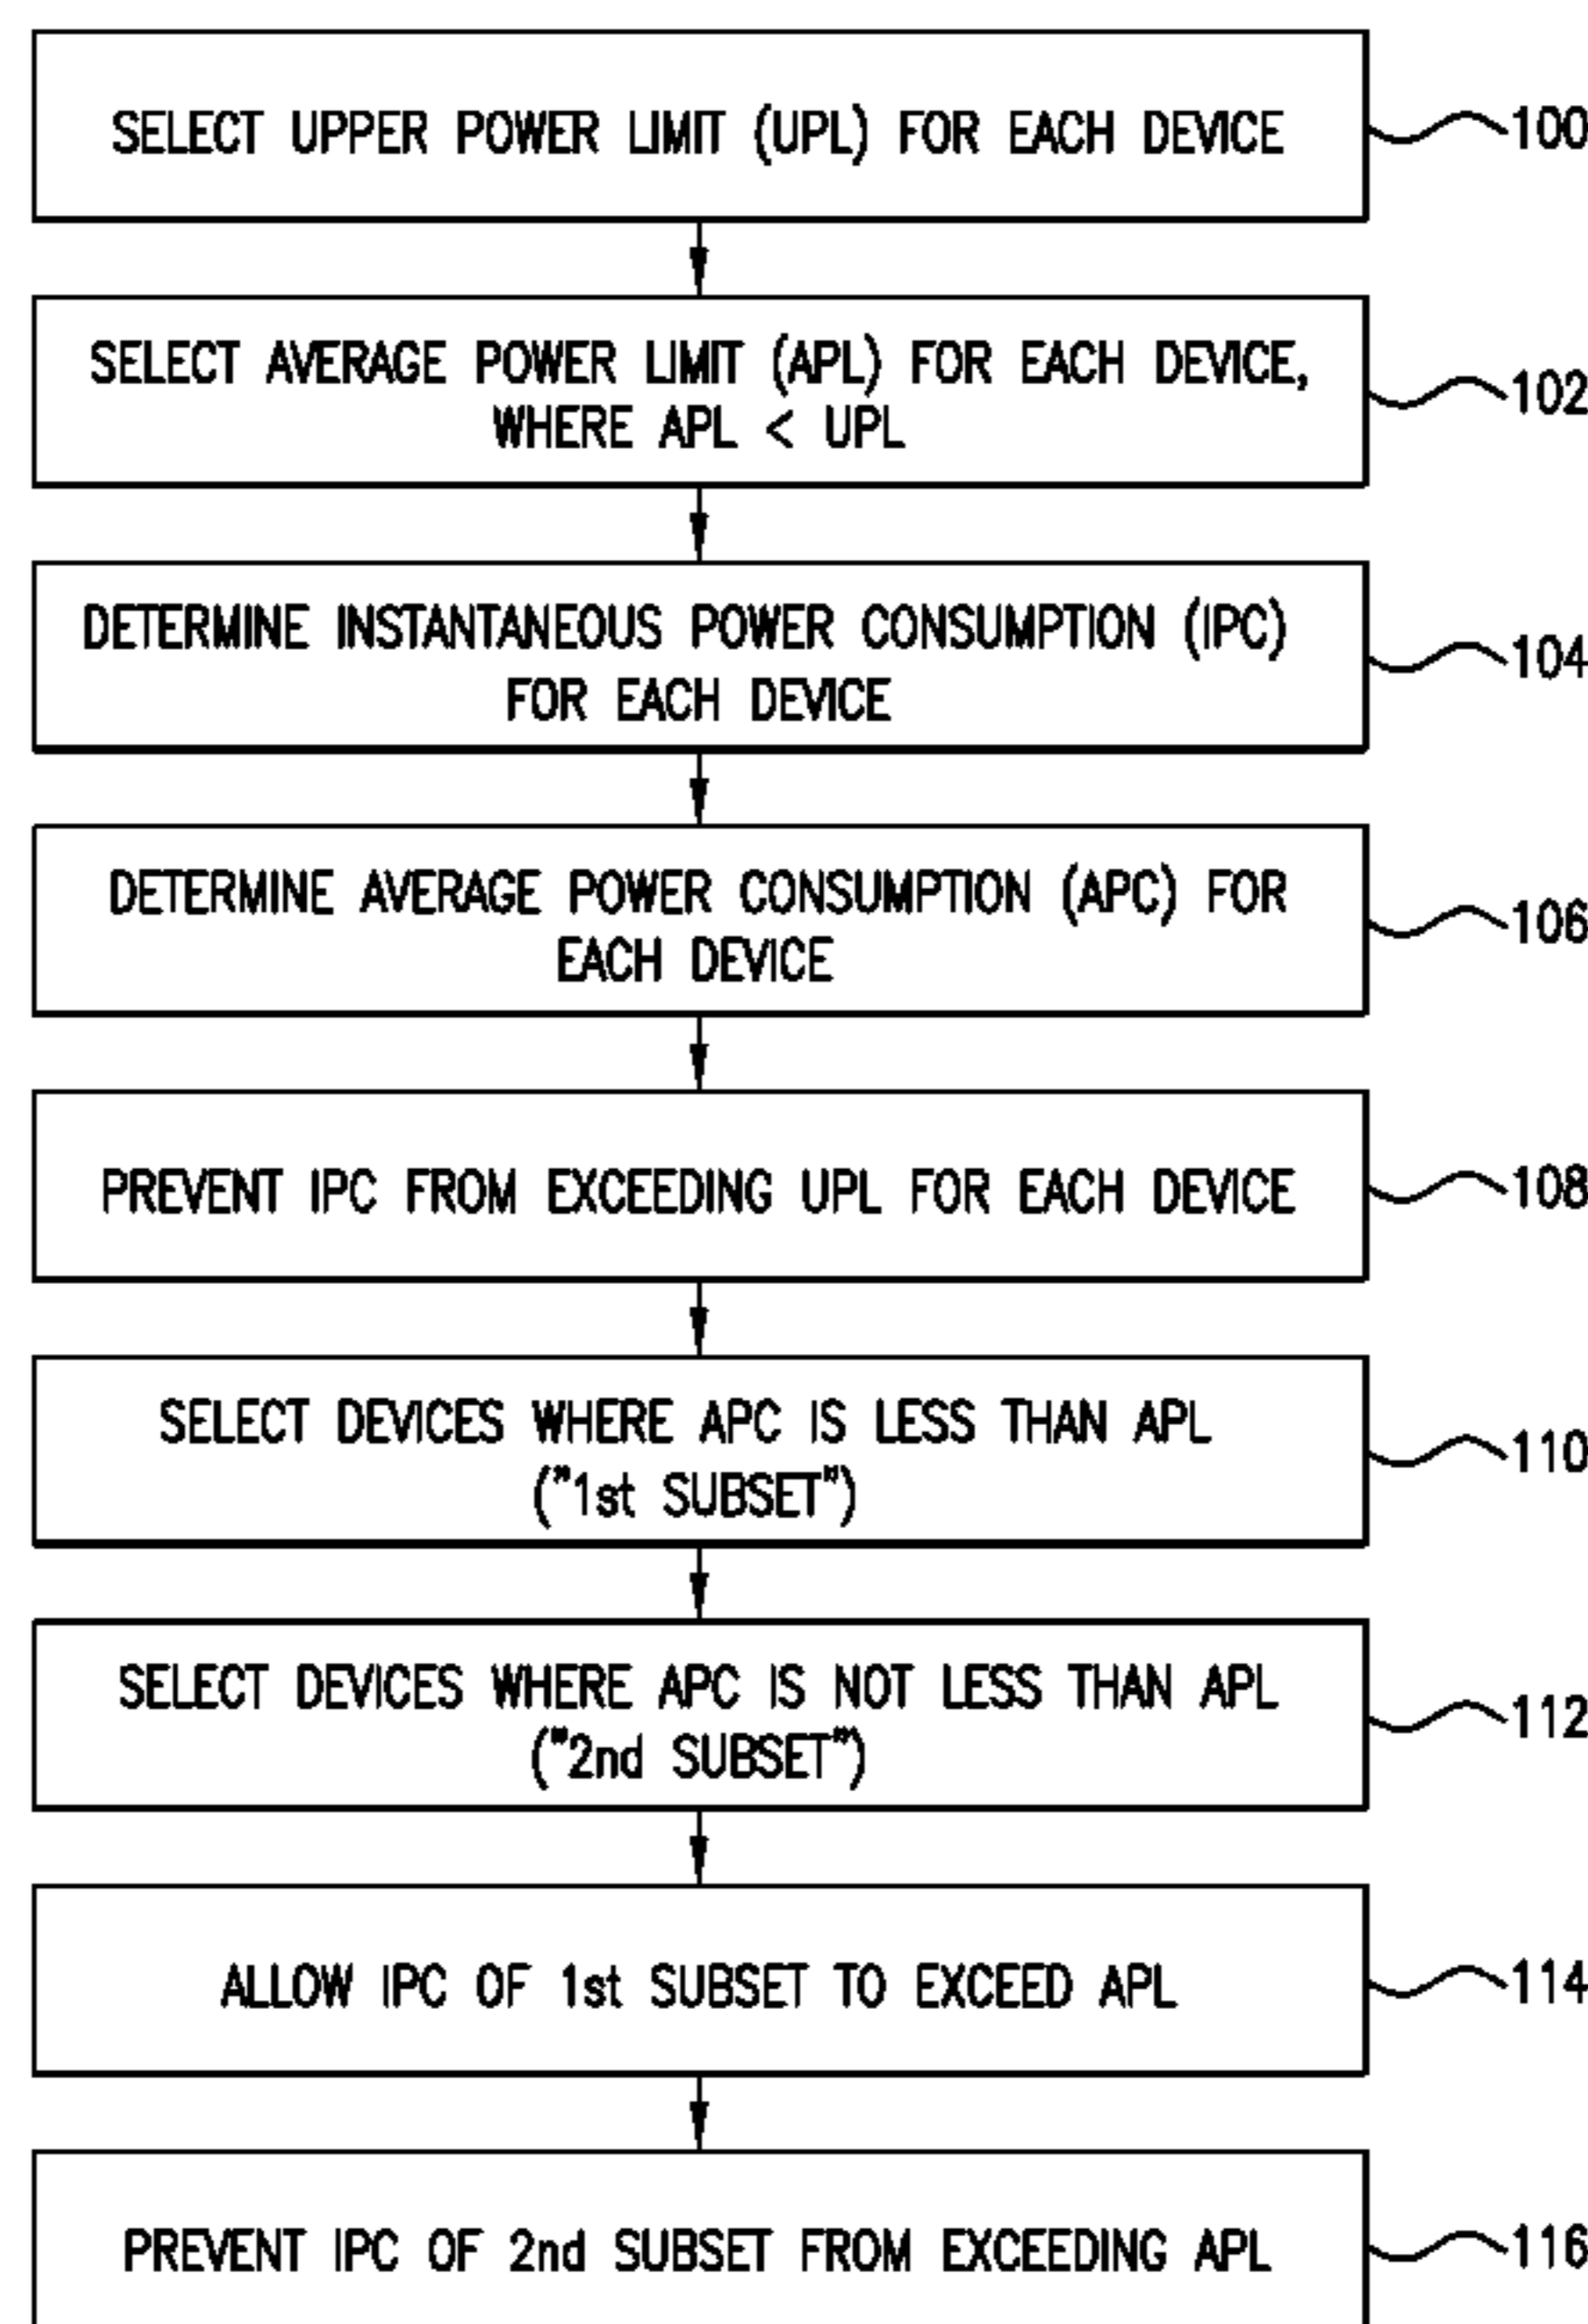 SELECT UPPER POWER LIMIT (UPL) FOR EACH DEVICE
100
SELECT AVERAGE POWER LIMIT (APL) FOR EACH DEVICE,
WHERE APL < UPL
102
DETERMINE INSTANTANEOUS POWER CONSUMPTION (IPC)
FOR EACH DEVICE
104
DETERMINE AVERAGE POWER CONSUMPTION (APC) FOR
EACH DEVICE
106
PREVENT IPC FROM EXCEEDING UPL FOR EACH DEVICE
108
SELECT DEVICES WHERE APC IS LESS THAN APL
("1st SUBSET")
110
SELECT DEVICES WHERE APC IS NOT LESS THAN APL
("2nd SUBSET")
112
ALLOW IPC OF 1st SUBSET TO EXCEED APL
114
PREVENT IPC OF 2nd SUBSET FROM EXCEEDING APL
116